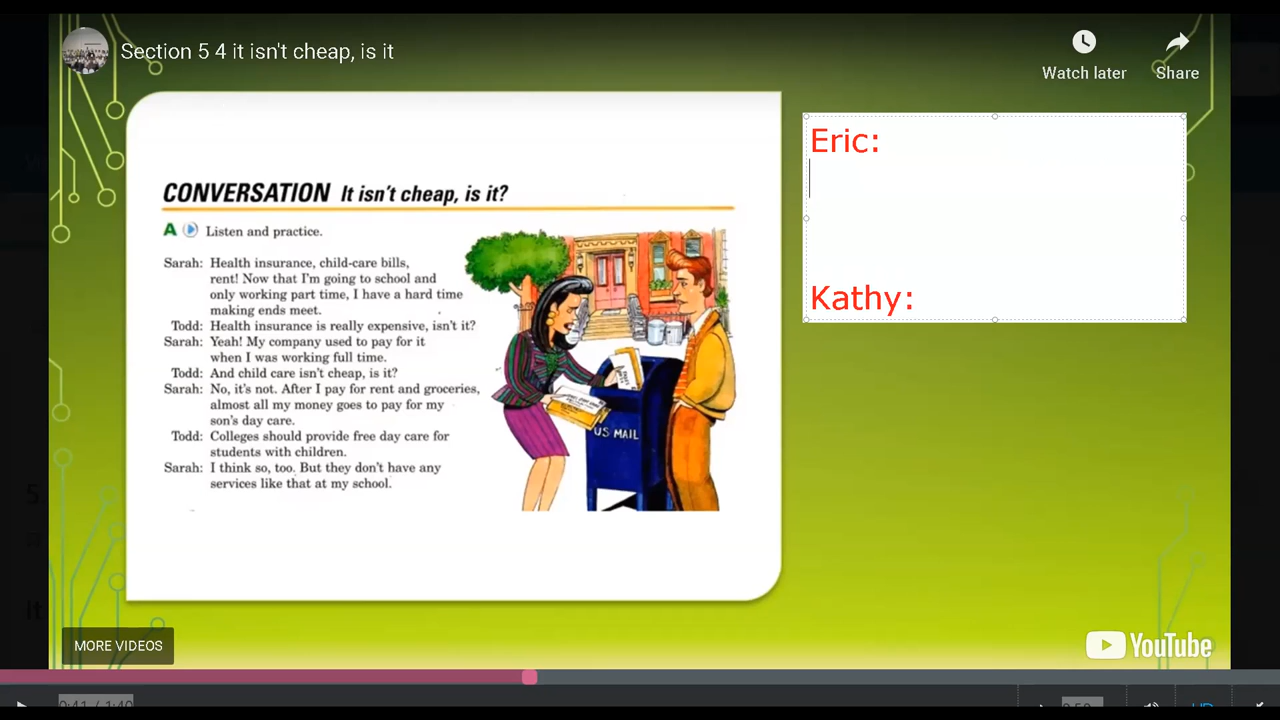 Section 5 4 it isn't cheap, is it
Watch later
Share
CONVERSATION It isn't cheap, is it?
A Listen and practice.
Sarah: Health insurance, child-care bills,
rent! Now that I'm going to school and
only working part time, I have a hard time
making ends meet.
Todd: Health insurance is really expensive, isn't it?
Sarah: Yeah! My company used to pay for it
when I was working full time.
Todd: And child care isn't cheap, is it?
Sarah: No, it's not. After I pay for rent and groceries,
almost all my money goes to pay for my
son's day care.
Todd: Colleges should provide free day care for
students with children.
Sarah: I think so, too. But they don't have any
services like that at my school.
US MAIL
Eric:
Kathy:
MORE VIDEOS
YouTube
0:41 / 1:40